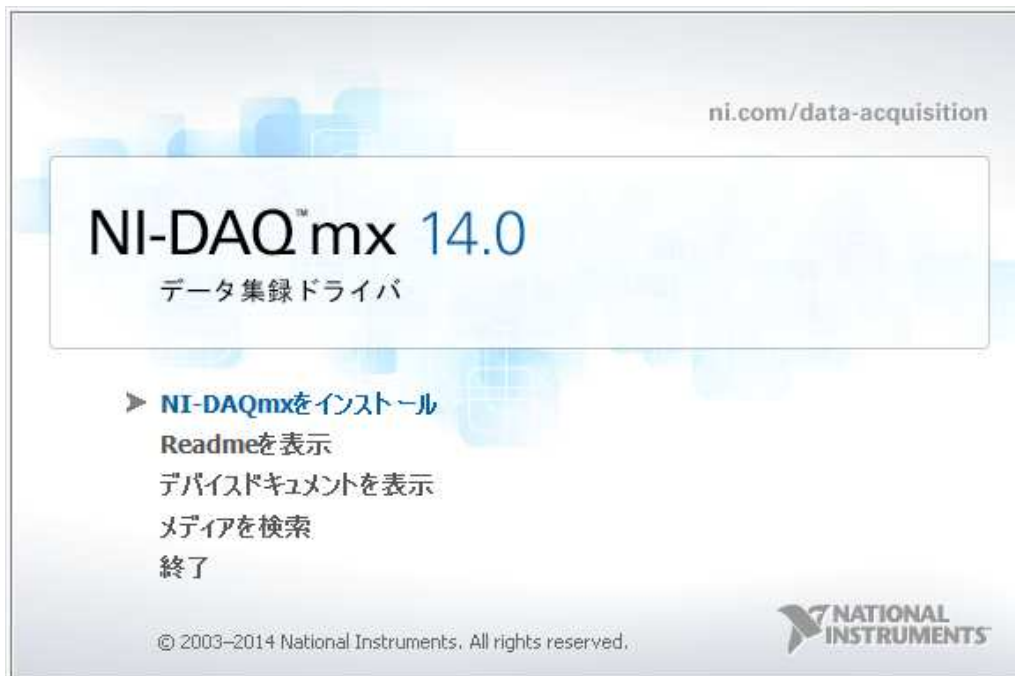 ni.com/data-acquisition
NI-DAQ™mx 14.0
データ集録ドライバ
NI-DAQmxをインストール
Readmeを表示
デバイスドキュメントを表示
メディアを検索
終了
© 2003–2014 National Instruments. All rights reserved.
NATIONAL
INSTRUMENTS™